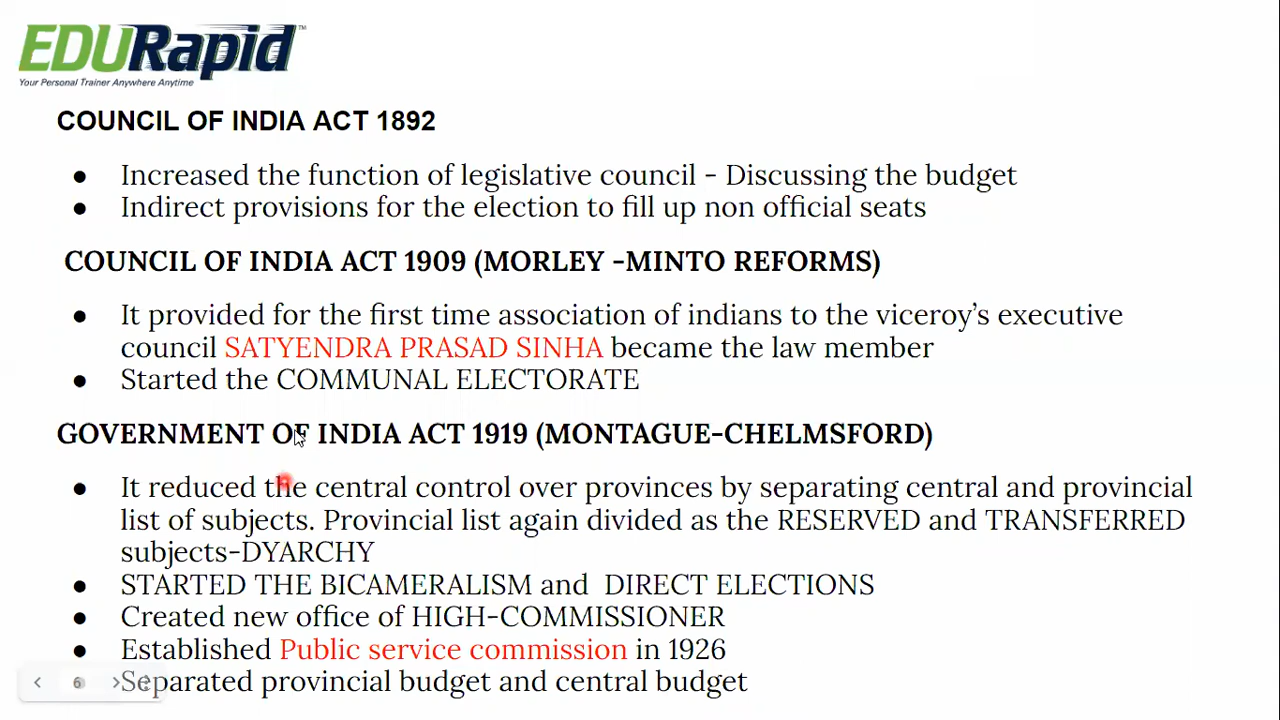 EDURapid™
Your Personal Trainer Anywhere Anytime
COUNCIL OF INDIA ACT 1892
● Increased the function of legislative council - Discussing the budget
● Indirect provisions for the election to fill up non official seats
COUNCIL OF INDIA ACT 1909 (MORLEY -MINTO REFORMS)
● It provided for the first time association of indians to the viceroy’s executive
council SATYENDRA PRASAD SINHA became the law member
● Started the COMMUNAL ELECTORATE
GOVERNMENT OF INDIA ACT 1919 (MONTAGUE-CHELMSFORD)
● It reduced the central control over provinces by separating central and provincial
list of subjects. Provincial list again divided as the RESERVED and TRANSFERRED
subjects-DYARCHY
● STARTED THE BICAMERALISM and DIRECT ELECTIONS
● Created new office of HIGH-COMMISSIONER
● Established Public service commission in 1926
● Separated provincial budget and central budget
6